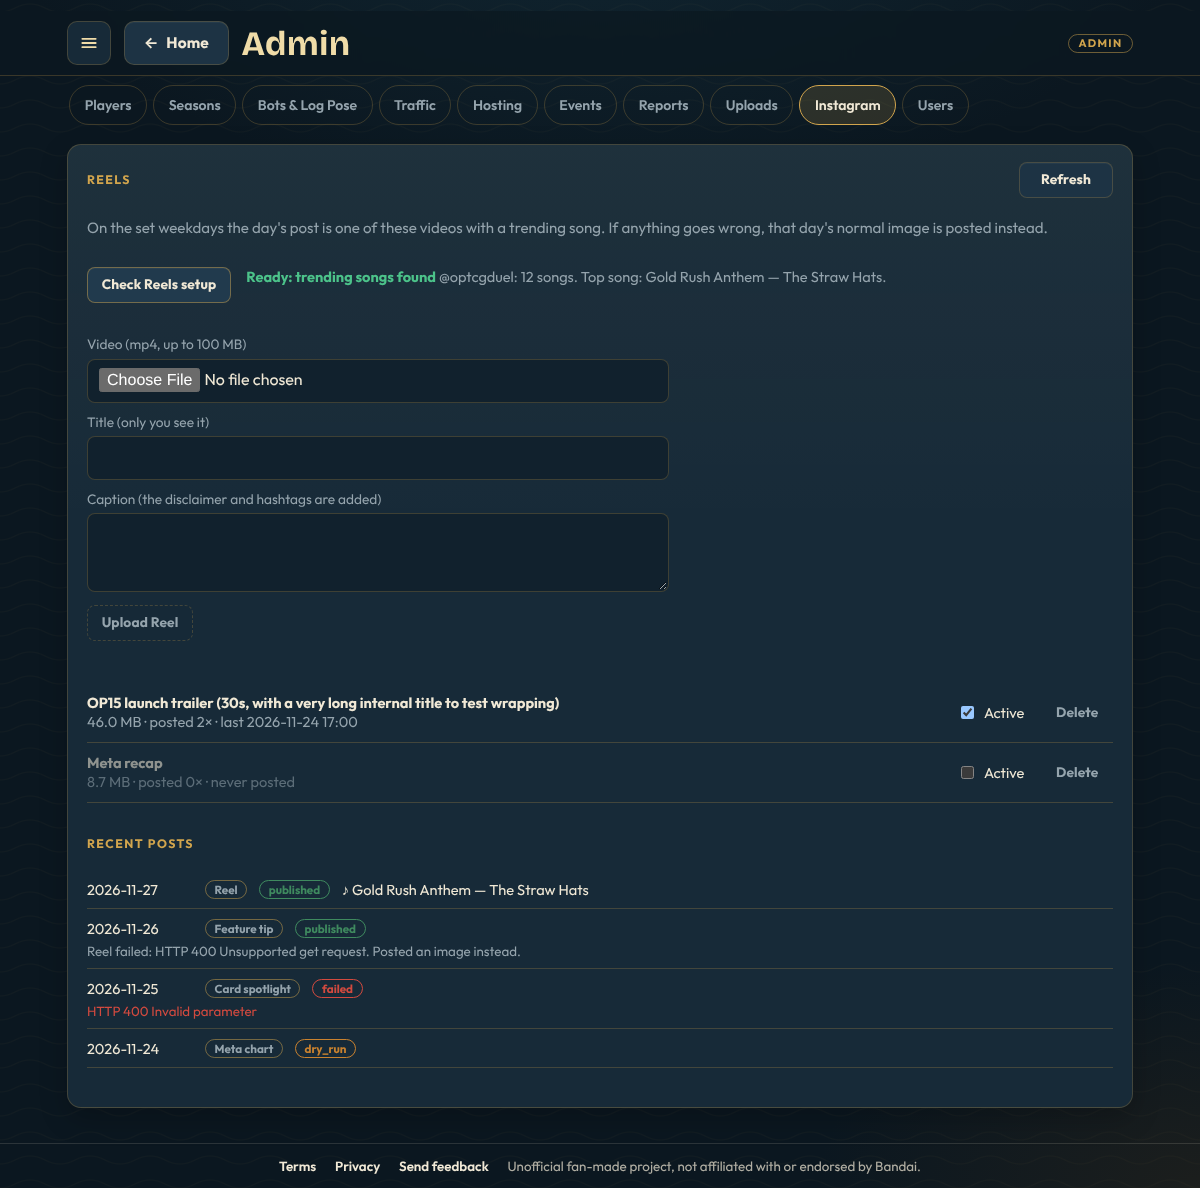 ← Home
Admin
ADMIN
Players
Seasons
Bots & Log Pose
Traffic
Hosting
Events
Reports
Uploads
Instagram
Users
REELS
Refresh
On the set weekdays the day's post is one of these videos with a trending song. If anything goes wrong, that day's normal image is posted instead.
Check Reels setup
Ready: trending songs found @optcgduel: 12 songs. Top song: Gold Rush Anthem — The Straw Hats.
Video (mp4, up to 100 MB)
Choose File No file chosen
Title (only you see it)
Caption (the disclaimer and hashtags are added)
Upload Reel
OP15 launch trailer (30s, with a very long internal title to test wrapping)
46.0 MB · posted 2× · last 2026-11-24 17:00
Active
Delete
Meta recap
8.7 MB · posted 0× · never posted
Active
Delete
RECENT POSTS
2026-11-27 Reel published ♪ Gold Rush Anthem — The Straw Hats
2026-11-26 Feature tip published
Reel failed: HTTP 400 Unsupported get request. Posted an image instead.
2026-11-25 Card spotlight failed
HTTP 400 Invalid parameter
2026-11-24 Meta chart dry_run
Terms Privacy Send feedback Unofficial fan-made project, not affiliated with or endorsed by Bandai.